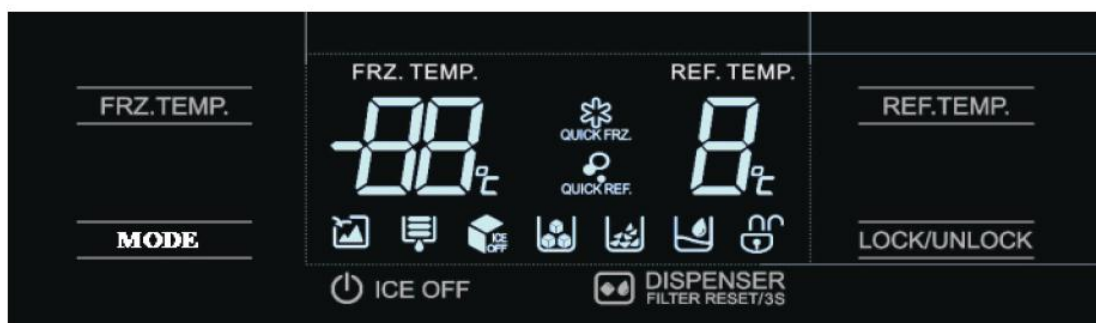 FRZ. TEMP. REF. TEMP.
FRZ.TEMP. -88°C QUICK FRZ. 8°C REF.TEMP.
QUICK REF.
MODE ICE OFF LOCK/UNLOCK
ICE OFF DISPENSER
FILTER RESET/3S